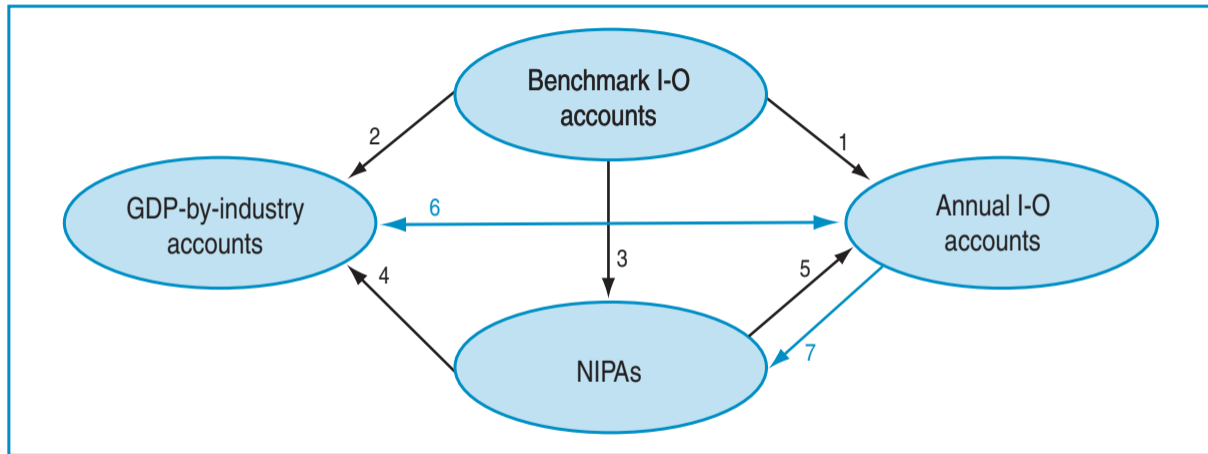 Benchmark I-O
accounts
2
1
GDP-by-industry
accounts
6
Annual I-O
accounts
3
4
5
NIPAs
7